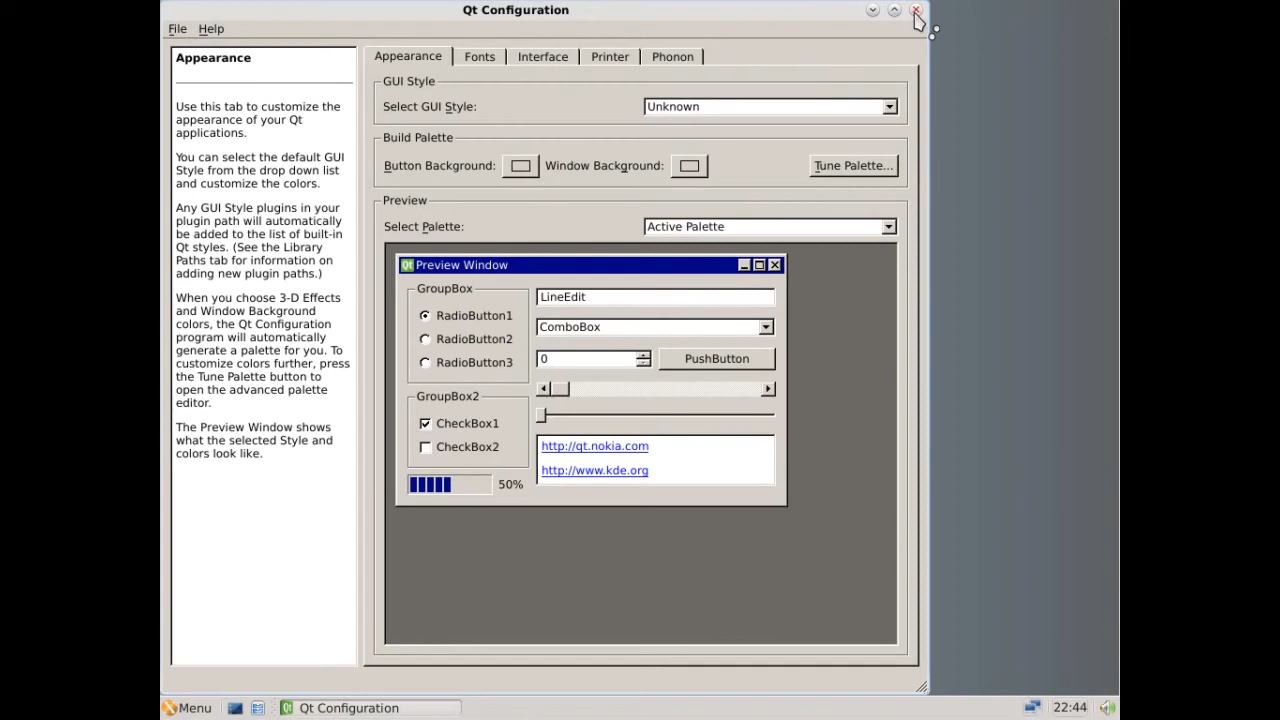 Qt Configuration
File Help
Appearance
Use this tab to customize the
appearance of your Qt
applications.
You can select the default GUI
Style from the drop down list
and customize the colors.
Any GUI Style plugins in your
plugin path will automatically
be added to the list of built-in
Qt styles. (See the Library
Paths tab for information on
adding new plugin paths.)
When you choose 3-D Effects
and Window Background
colors, the Qt Configuration
program will automatically
generate a palette for you. To
customize colors further, press
the Tune Palette button to
open the advanced palette
editor.
The Preview Window shows
what the selected Style and
colors look like.
Appearance Fonts Interface Printer Phonon
GUI Style
Select GUI Style: Unknown
Build Palette
Button Background: Window Background: Tune Palette...
Preview
Select Palette: Active Palette
Qt Preview Window
GroupBox
RadioButton1
RadioButton2
RadioButton3
GroupBox2
CheckBox1
CheckBox2
50%
LineEdit
ComboBox
0 PushButton
http://qt.nokia.com
http://www.kde.org
Menu Qt Qt Configuration 22:44